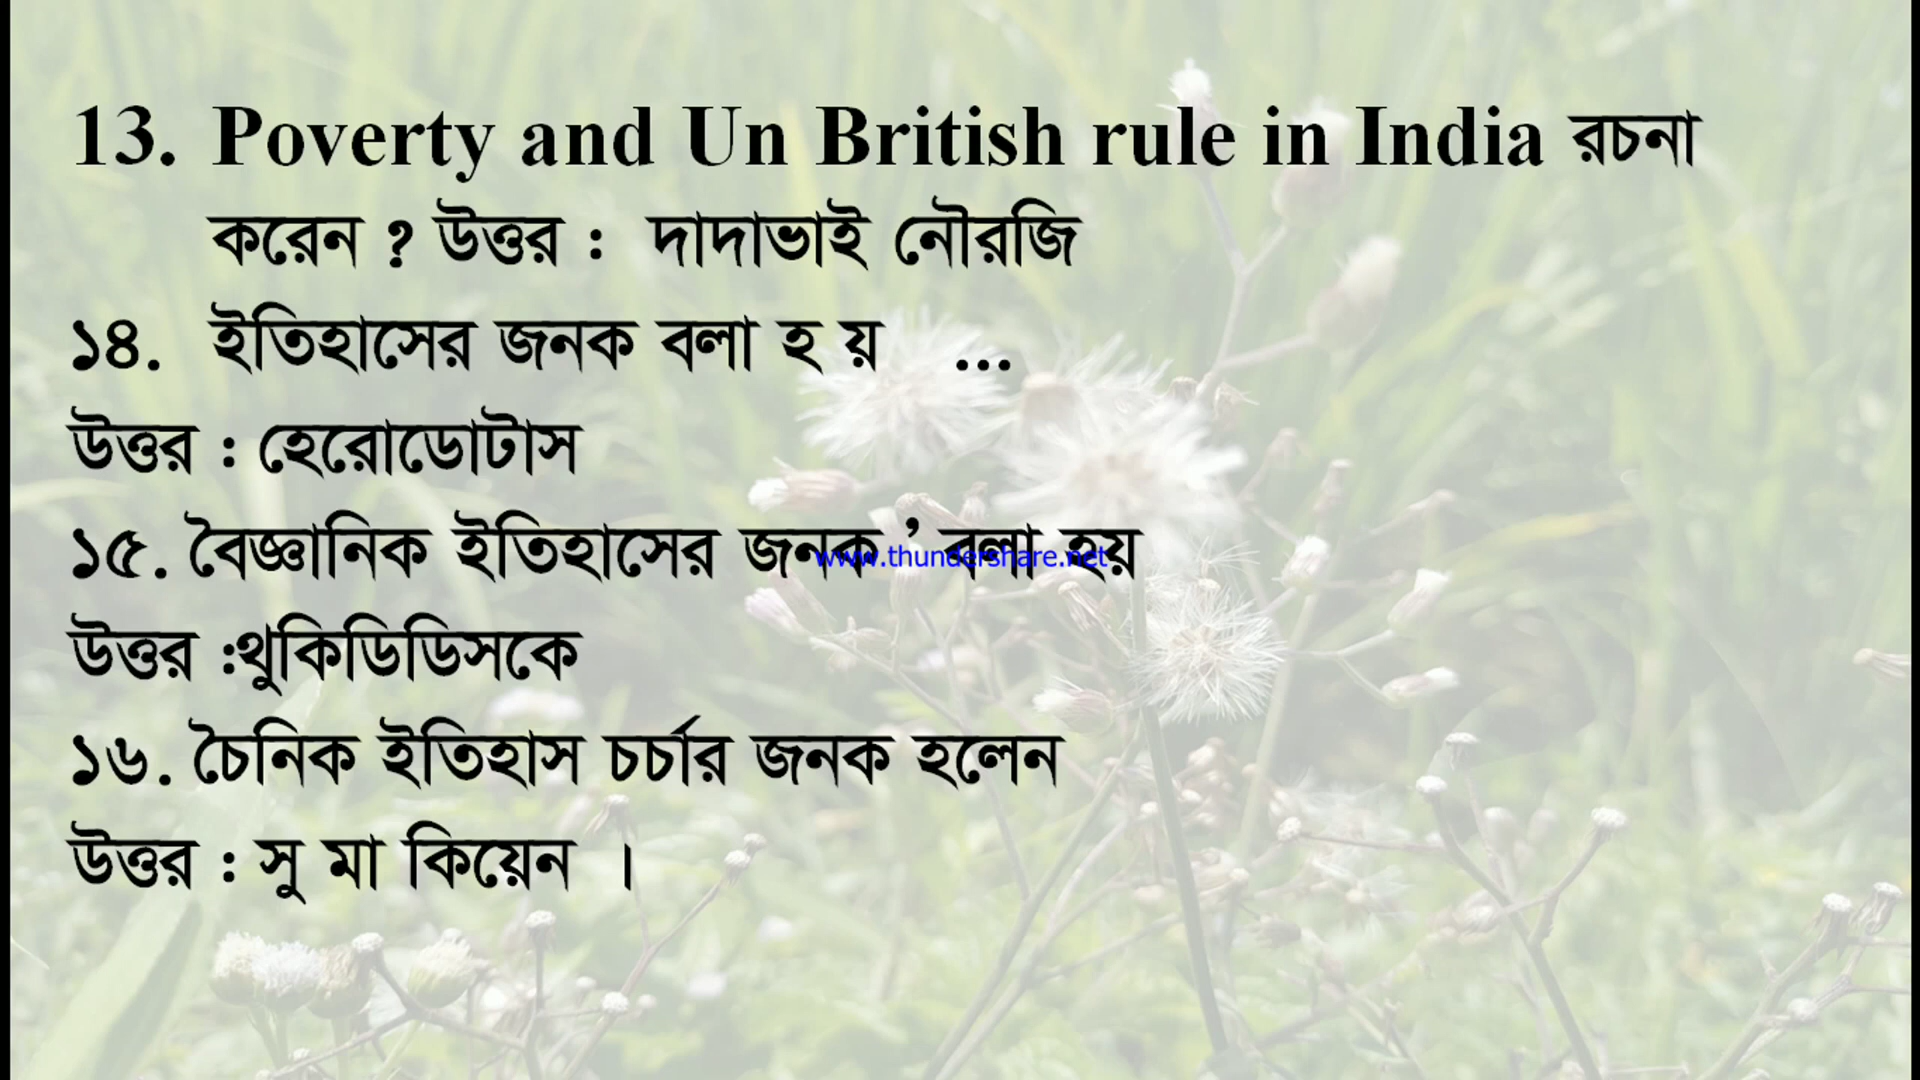 13. Poverty and Un British rule in India রচনা
করেন ? উত্তর : দাদাভাই নৌরজি
১৪. ইতিহাসের জনক বলা হ য় ...
উত্তর : হেরোডোটাস
১৫. বৈজ্ঞানিক ইতিহাসের জনক ’ বলা হয়
www.thundershare.net
উত্তর :থুকিডিডিসকে
১৬. চৈনিক ইতিহাস চর্চার জনক হলেন
উত্তর : সু মা কিয়েন ।